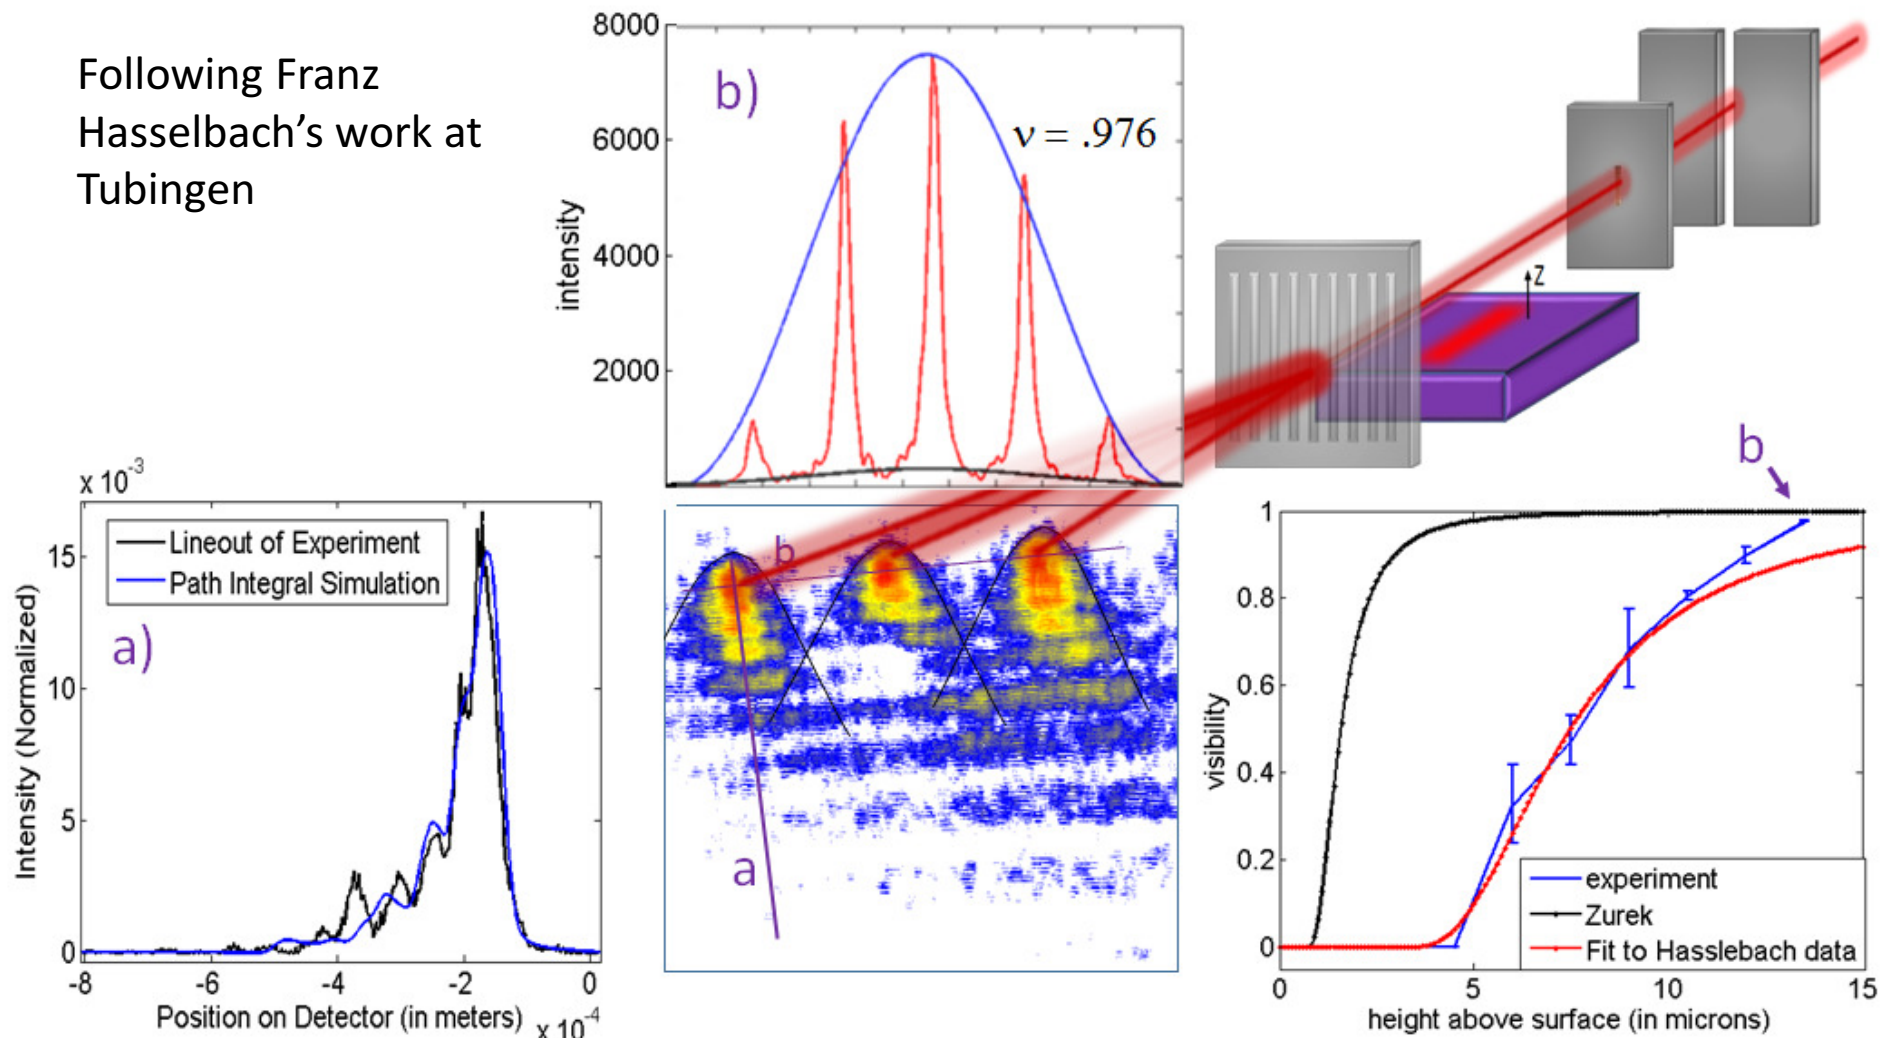 Following Franz
Hasselbach’s work at
Tubingen
8000
6000
4000
2000
intensity
b)
ν = .976
z
x 10-3
15
10
5
0
Intensity (Normalized)
Lineout of Experiment
Path Integral Simulation
a)
-8
-6
-4
-2
0
Position on Detector (in meters)
x 10-4
b
a
b
1
0.8
0.6
0.4
0.2
0
visibility
experiment
Zurek
Fit to Hasslebach data
0
5
10
15
height above surface (in microns)